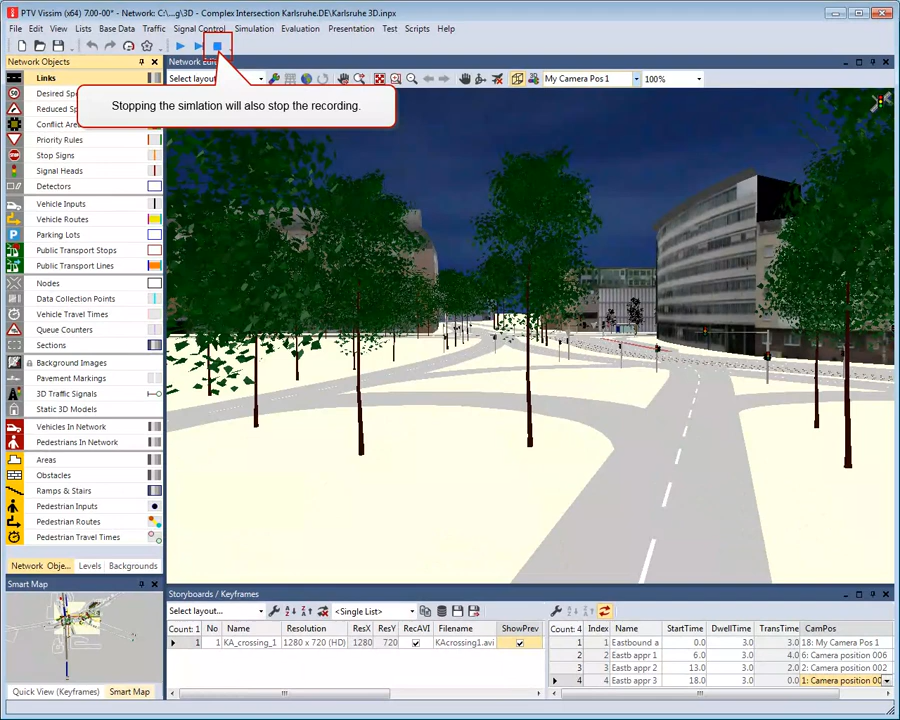 PTV Vissim (x64) 7.00-00* - Network: C:\...g\3D - Complex Intersection Karlsruhe.DE\Karlsruhe 3D.inpx
File Edit View Lists Base Data Traffic Signal Control Simulation Evaluation Presentation Test Scripts Help
Network Objects
Network Edi
Select layou
My Camera Pos 1
100%
Stopping the simlation will also stop the recording.
Links
Desired Spe
Reduced Sp
Conflict Are
Priority Rules
Stop Signs
Signal Heads
Detectors
Vehicle Inputs
Vehicle Routes
Parking Lots
Public Transport Stops
Public Transport Lines
Nodes
Data Collection Points
Vehicle Travel Times
Queue Counters
Sections
Background Images
Pavement Markings
3D Traffic Signals
Static 3D Models
Vehicles In Network
Pedestrians In Network
Areas
Obstacles
Ramps & Stairs
Pedestrian Inputs
Pedestrian Routes
Pedestrian Travel Times
Network Obje... Levels Backgrounds
Smart Map
Quick View (Keyframes) Smart Map
Storyboards / Keyframes
Select layout... <Single List>
Count: 1 No Name Resolution ResX ResY RecAVI Filename ShowPrev
1 1 KA_crossing_1 1280 x 720 (HD) 1280 720 KAcrossing1.avi
Count: 4 Index Name StartTime DwellTime TransTime CamPos
1 1 Eastbound a 0.0 3.0 3.0 18: My Camera Pos 1
2 2 Eastb appr 1 6.0 3.0 4.0 6: Camera position 006
3 3 Eastb appr 2 13.0 3.0 2.0 2: Camera position 002
4 4 Eastb appr 3 18.0 3.0 0.0 1: Camera position 00